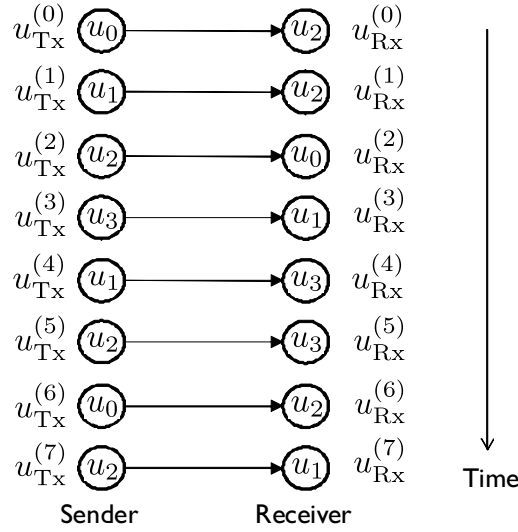 u_Tx^(0) u_0 u_2 u_Rx^(0)
u_Tx^(1) u_1 u_2 u_Rx^(1)
u_Tx^(2) u_2 u_0 u_Rx^(2)
u_Tx^(3) u_3 u_1 u_Rx^(3)
u_Tx^(4) u_1 u_3 u_Rx^(4)
u_Tx^(5) u_2 u_3 u_Rx^(5)
u_Tx^(6) u_0 u_2 u_Rx^(6)
u_Tx^(7) u_2 u_1 u_Rx^(7)
Time
Sender Receiver